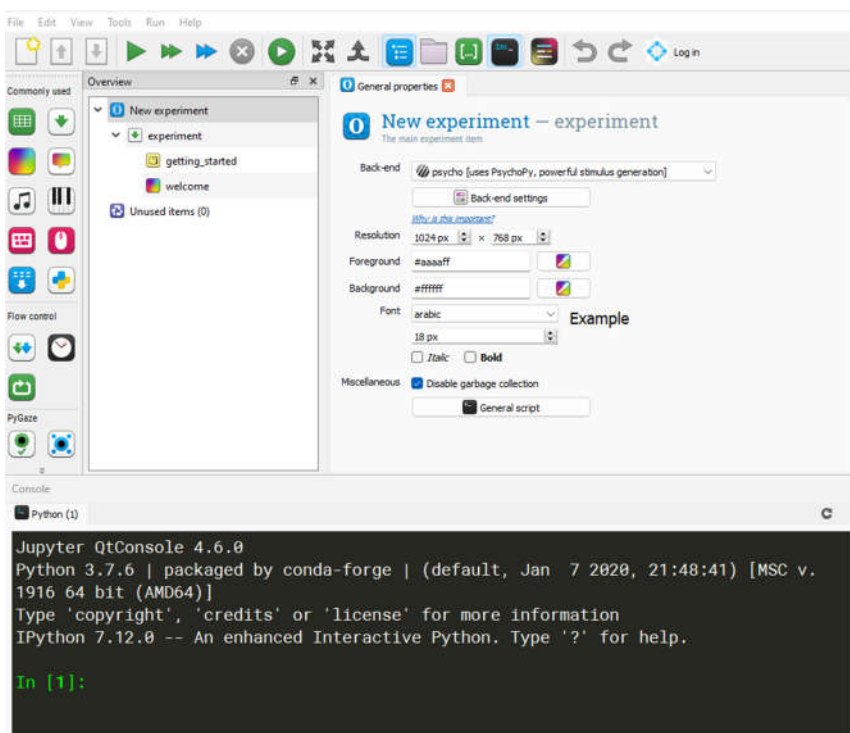 File Edit View Tools Run Help
Log in
Commonly used
Overview
General properties
New experiment
experiment
getting_started
welcome
Unused items (0)
New experiment — experiment
The main experiment item
Back-end psycho [uses PsychoPy, powerful stimulus generation]
Back-end settings
Why is this important?
Resolution 1024 px × 768 px
Foreground #aaaaff
Background #ffffff
Font arabic Example
18 px
Italic Bold
Miscellaneous Disable garbage collection
General script
Flow control
PyGaze
Console
Python (1)
Jupyter QtConsole 4.6.0
Python 3.7.6 | packaged by conda-forge | (default, Jan 7 2020, 21:48:41) [MSC v.
1916 64 bit (AMD64)]
Type 'copyright', 'credits' or 'license' for more information
IPython 7.12.0 -- An enhanced Interactive Python. Type '?' for help.
In [1]: